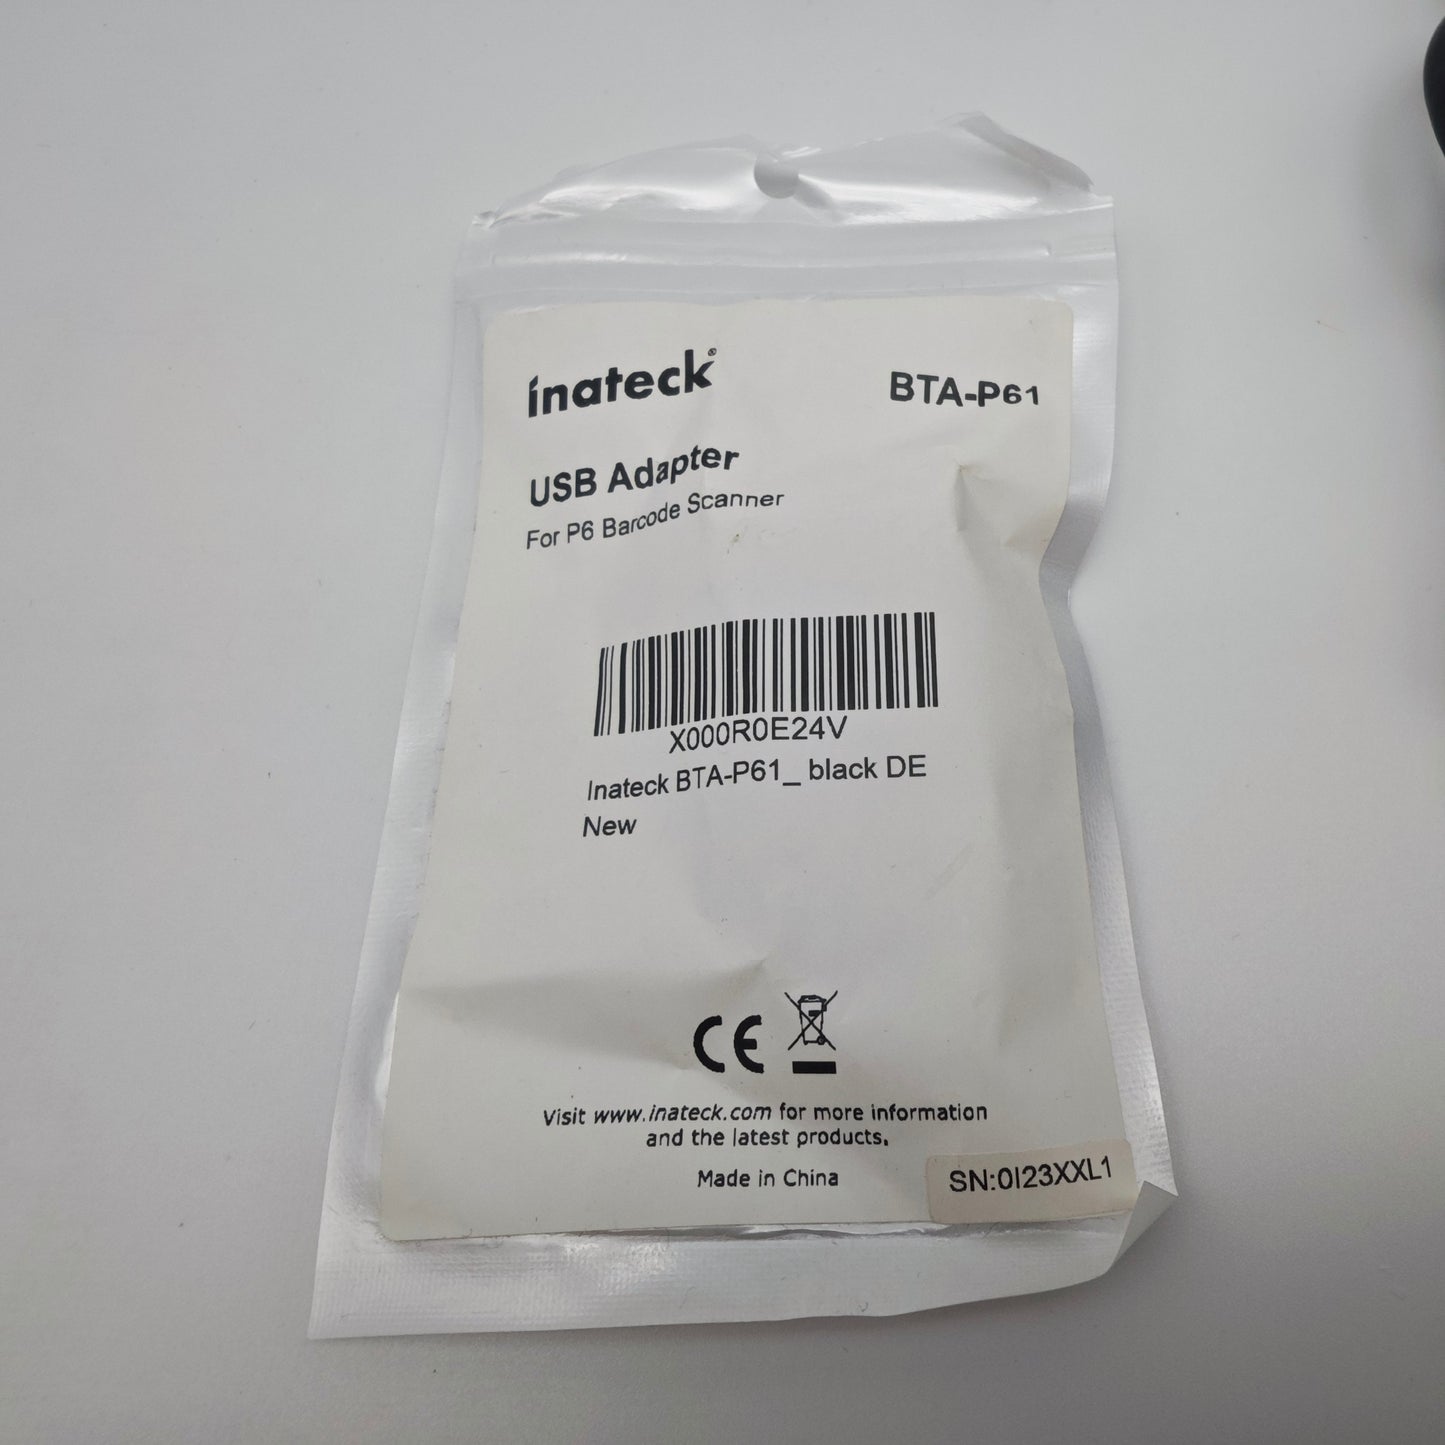 inateck®
BTA-P61
USB Adapter
For P6 Barcode Scanner
X000R0E24V
Inateck BTA-P61_ black DE
New
CE
Visit www.inateck.com for more information
and the latest products.
Made in China
SN:0I23XXL1